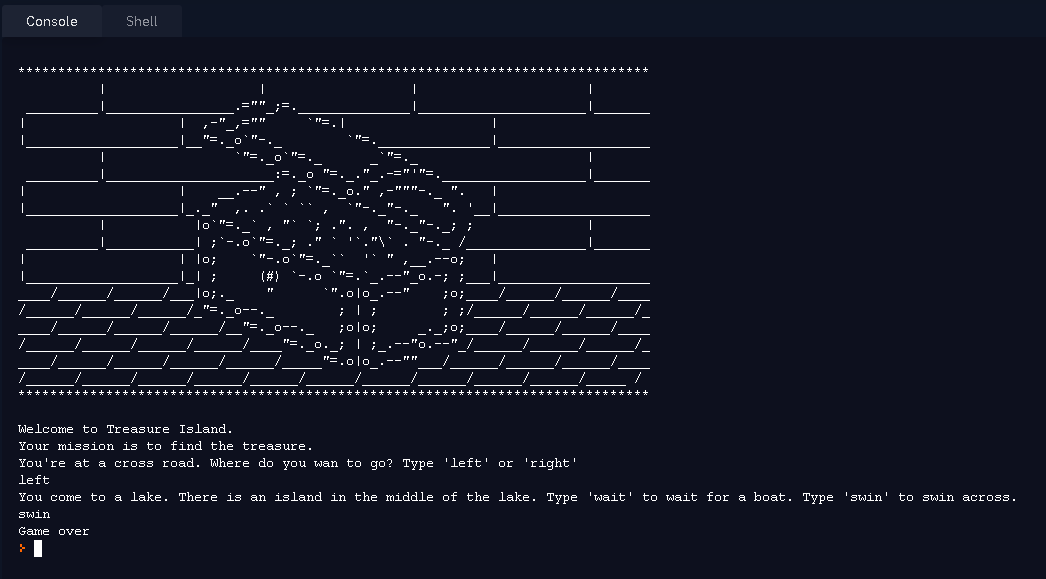 Console
Shell
Welcome to Treasure Island.
Your mission is to find the treasure.
You're at a cross road. Where do you wan to go? Type 'left' or 'right'
left
You come to a lake. There is an island in the middle of the lake. Type 'wait' to wait for a boat. Type 'swin' to swin across.
swin
Game over